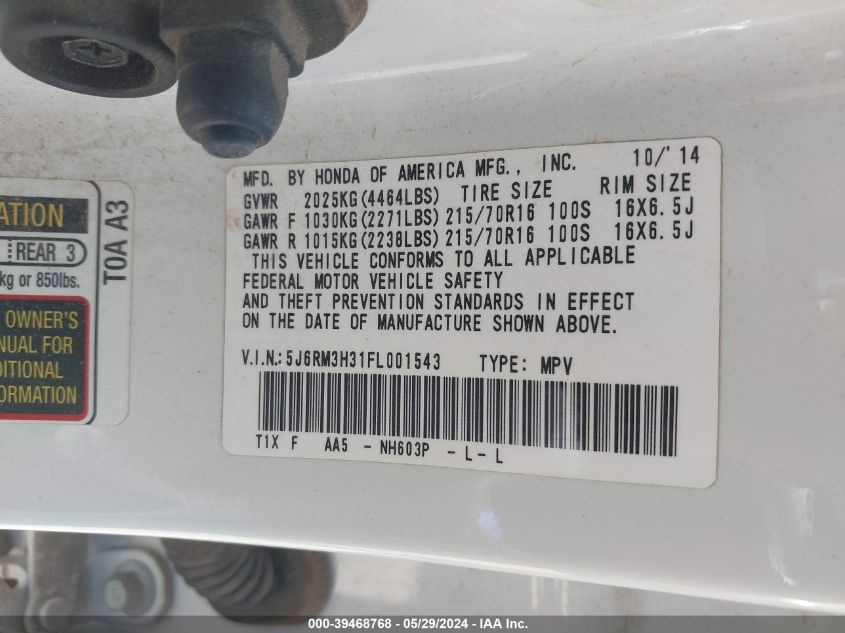 MFD. BY HONDA OF AMERICA MFG., INC. 10/'14
GVWR 2025KG(4464LBS) TIRE SIZE RIM SIZE
GAWR F 1030KG(2271LBS) 215/70R16 100S 16X6.5J
GAWR R 1015KG(2238LBS) 215/70R16 100S 16X6.5J
THIS VEHICLE CONFORMS TO ALL APPLICABLE
FEDERAL MOTOR VEHICLE SAFETY
AND THEFT PREVENTION STANDARDS IN EFFECT
ON THE DATE OF MANUFACTURE SHOWN ABOVE.
V.I.N.: 5J6RM3H31FL001543 TYPE: MPV
T1X F AA5 - NH603P - L - L
ATION
REAR 3
kg or 850lbs.
OWNER'S
NUAL FOR
DITIONAL
FORMATION
T0A A3
000-39468768 - 05/29/2024 - IAA Inc.